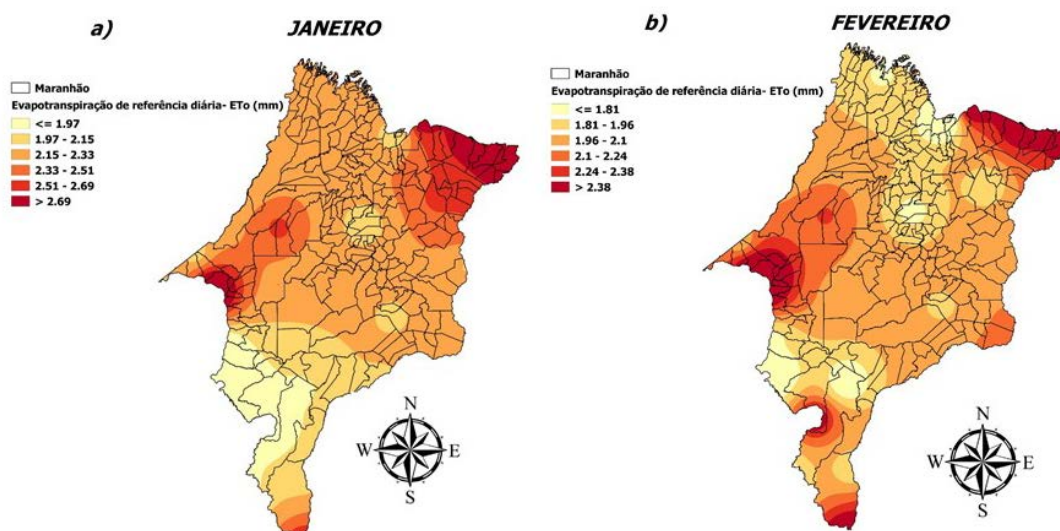 a) JANEIRO
Maranhão
Evapotranspiração de referência diária- ETo (mm)
<= 1.97
1.97 - 2.15
2.15 - 2.33
2.33 - 2.51
2.51 - 2.69
> 2.69
N
W E
S
b) FEVEREIRO
Maranhão
Evapotranspiração de referência diária- ETo (mm)
<= 1.81
1.81 - 1.96
1.96 - 2.1
2.1 - 2.24
2.24 - 2.38
> 2.38
N
W E
S